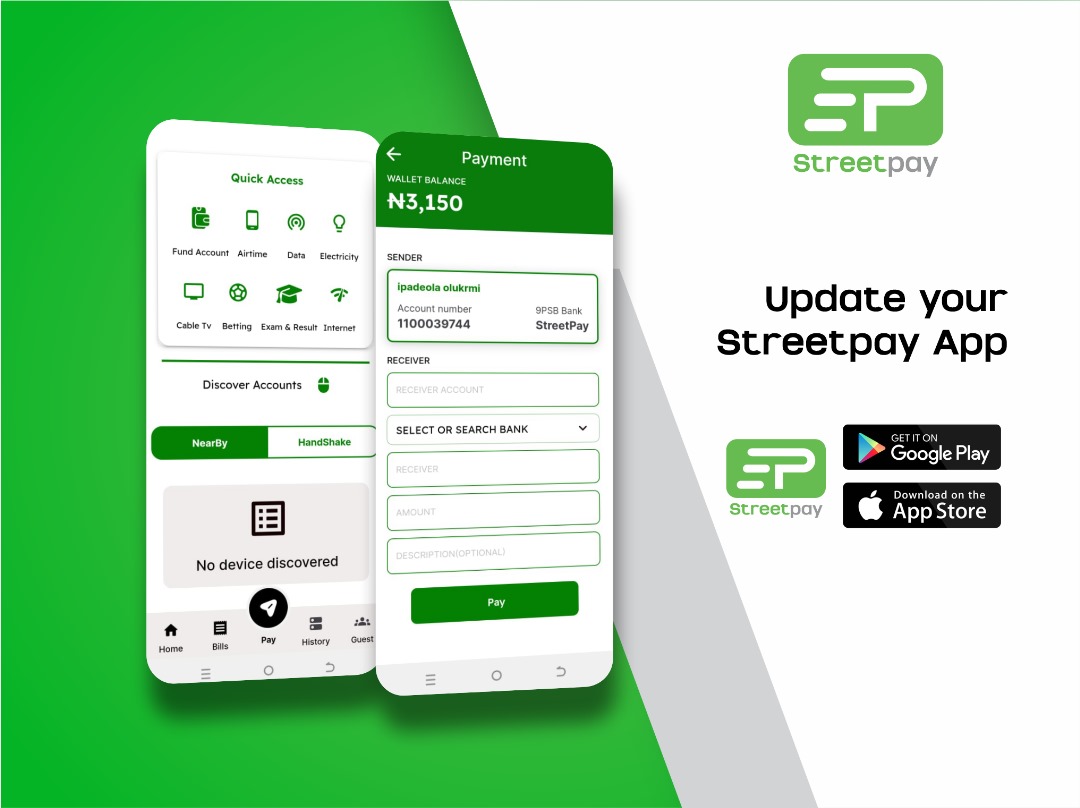 Quick Access
Fund Account Airtime Data Electricity
Cable Tv Betting Exam & Result Internet
Discover Accounts
NearBy HandShake
No device discovered
Home Bills Pay History Guest
Payment
WALLET BALANCE
₦3,150
SENDER
ipadeola olukrmi
Account number 9PSB Bank
1100039744 StreetPay
RECEIVER
RECEIVER ACCOUNT
SELECT OR SEARCH BANK
RECEIVER
AMOUNT
DESCRIPTION(OPTIONAL)
Pay
SP
Streetpay
Update your
Streetpay App
SP
Streetpay
GET IT ON
Google Play
Download on the
App Store